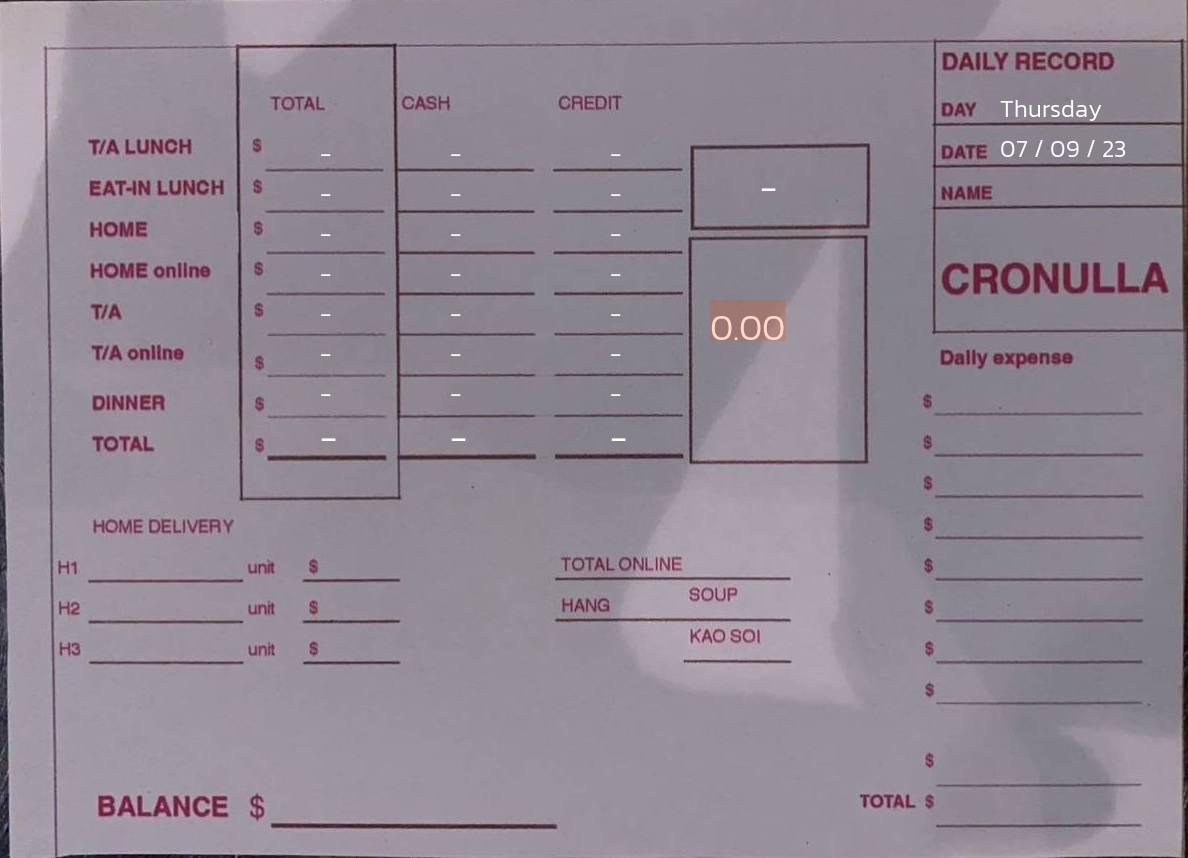 DAILY RECORD
TOTAL CASH CREDIT
DAY Thursday
T/A LUNCH $ – – –
DATE 07 / 09 / 23
EAT-IN LUNCH $ – – – –
NAME
HOME $ – – –
HOME online $ – – –
CRONULLA
T/A $ – – –
0.00
T/A online $ – – –
Daily expense
DINNER $ – – –
$
TOTAL $ – – –
$
$
HOME DELIVERY
$
H1 unit $
TOTAL ONLINE
$
SOUP
H2 unit $
HANG
$
KAO SOI
H3 unit $
$
$
$
BALANCE $
TOTAL $